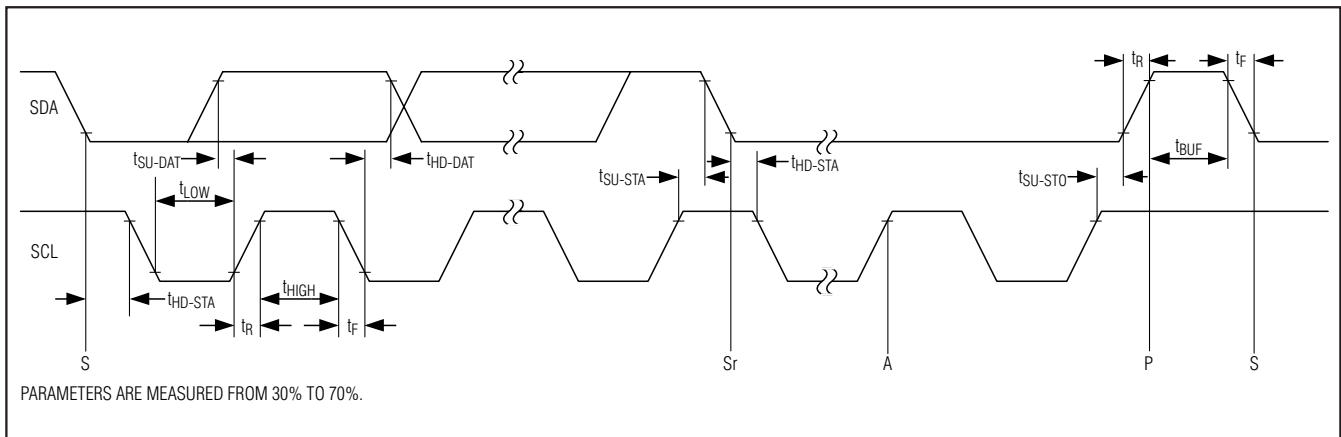 tR
tF
SDA
tSU-DAT
tHD-DAT
tLOW
tSU-STA
tHD-STA
tSU-STO
tBUF
SCL
tHD-STA
tHIGH
tR
tF
S
Sr
A
P
S
PARAMETERS ARE MEASURED FROM 30% TO 70%.